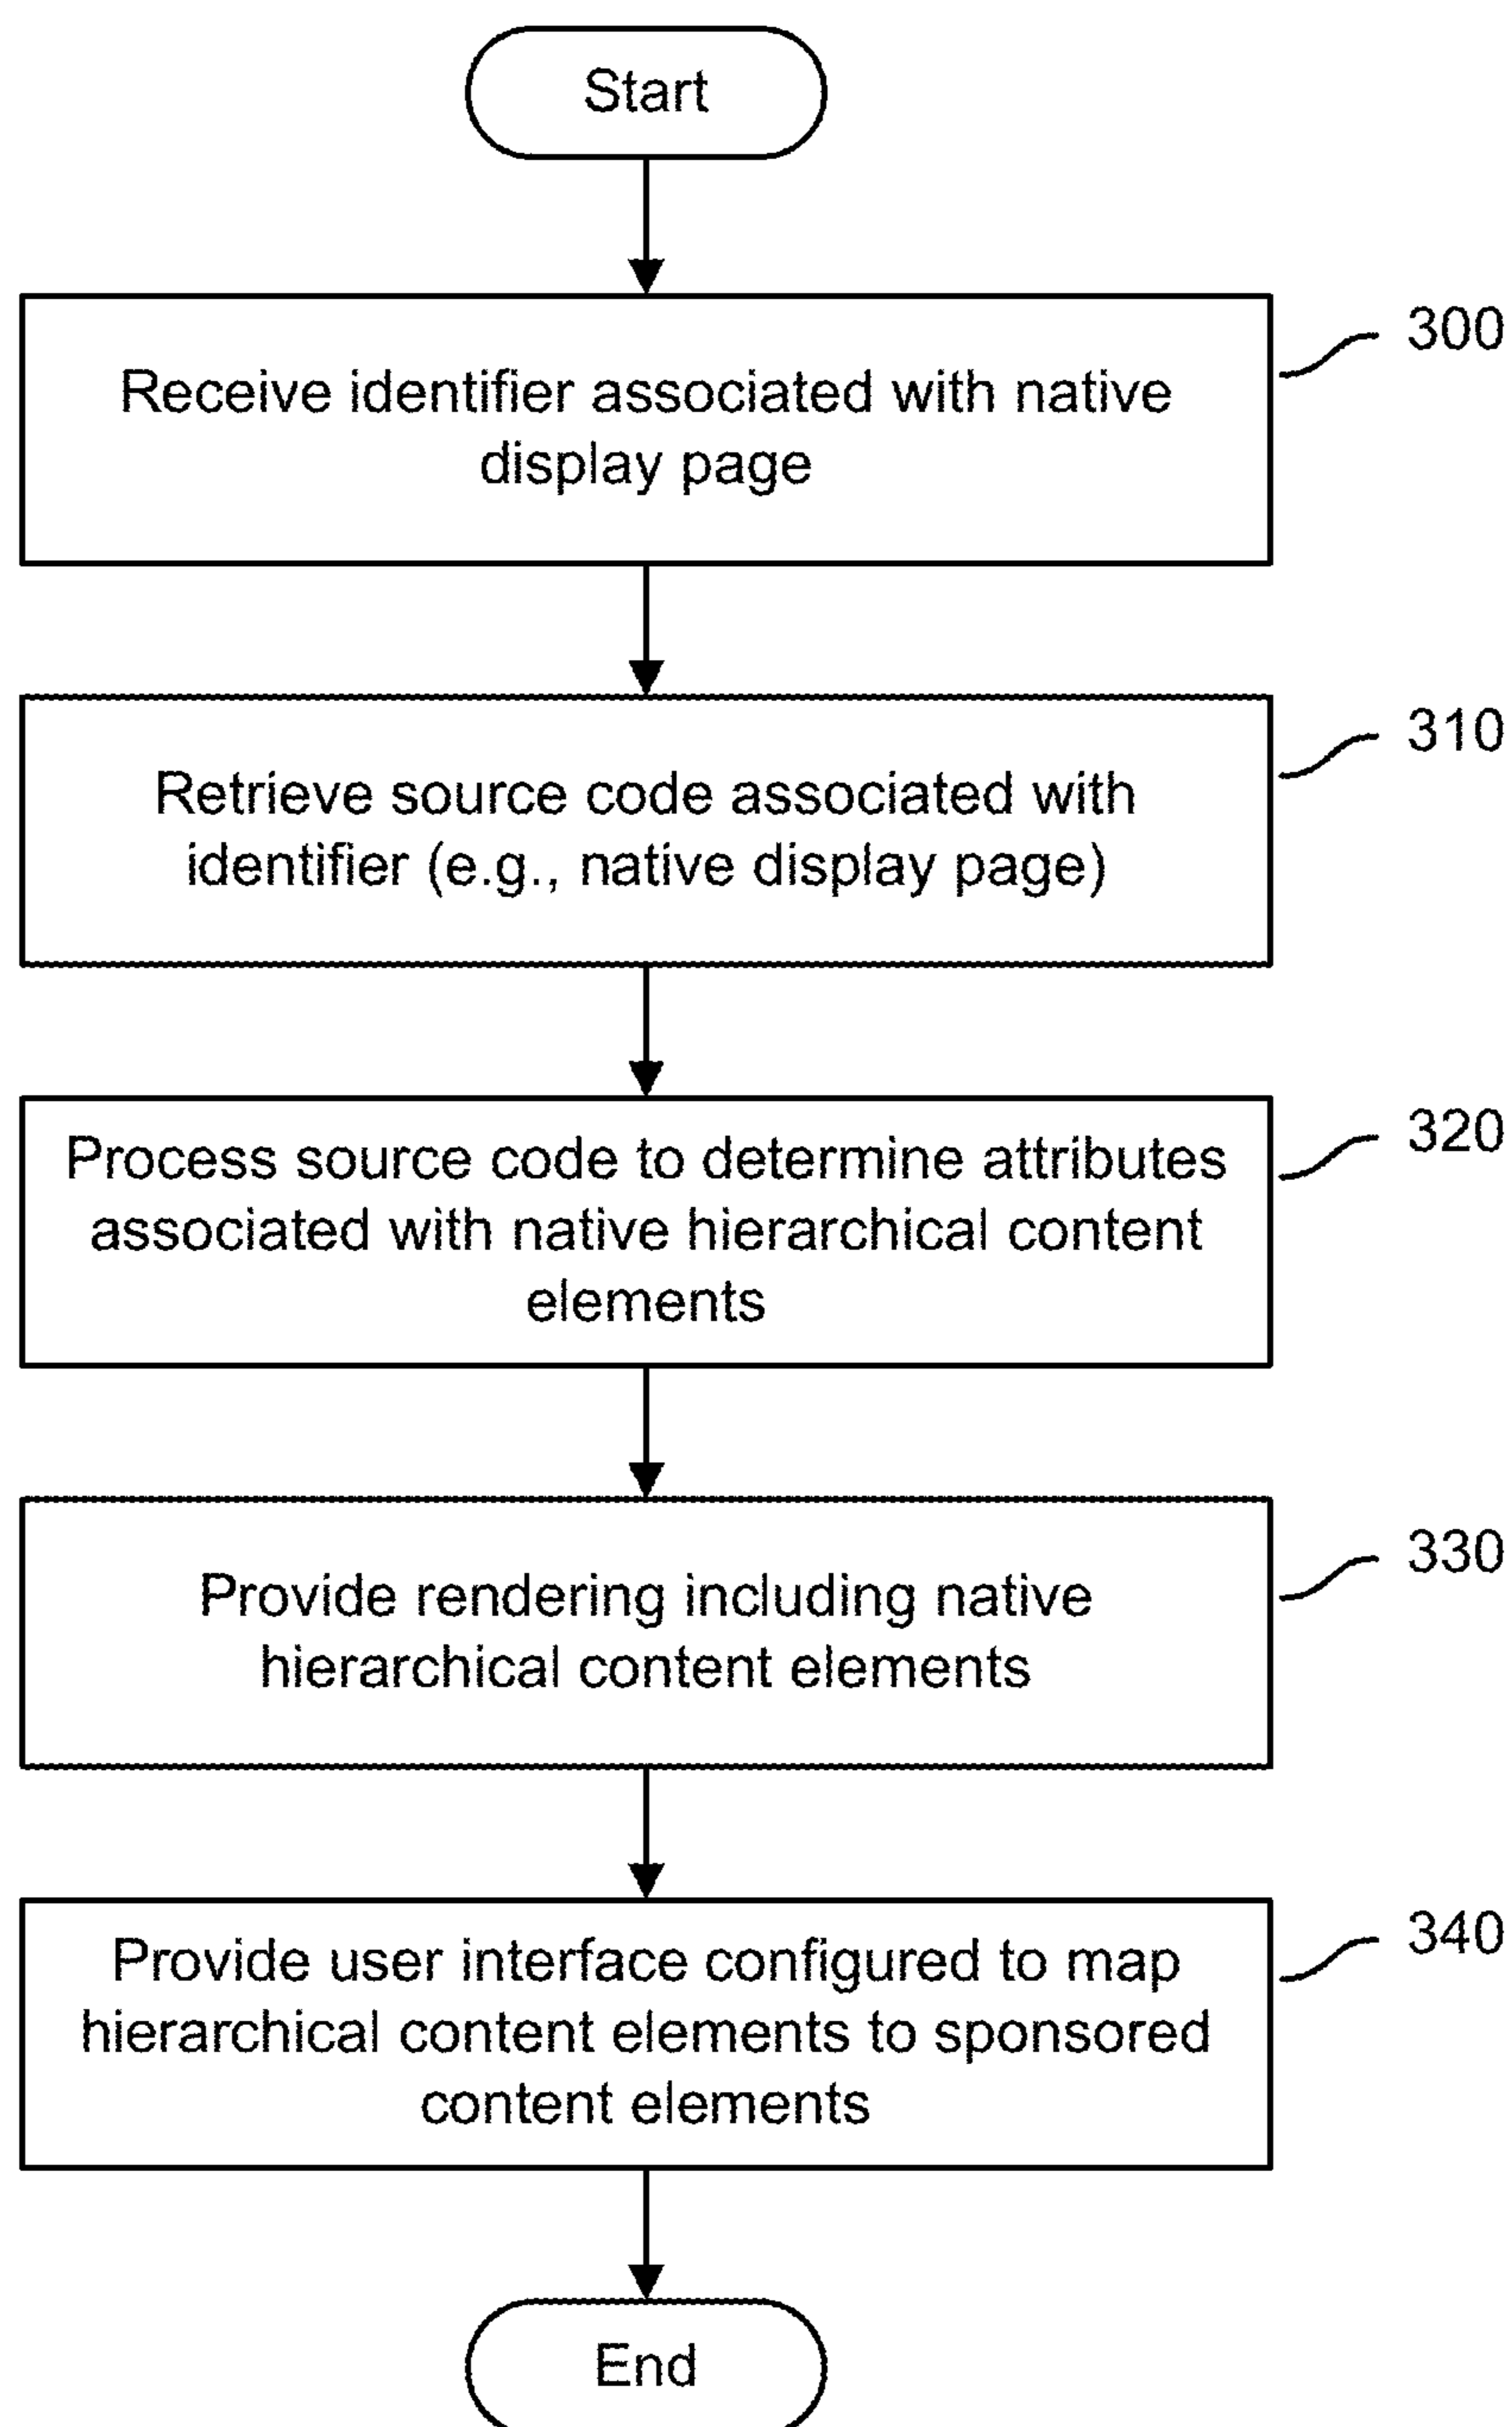 Start
300
Receive identifier associated with native
display page
310
Retrieve source code associated with
identifier (e.g., native display page)
320
Process source code to determine attributes
associated with native hierarchical content
elements
330
Provide rendering including native
hierarchical content elements
340
Provide user interface configured to map
hierarchical content elements to sponsored
content elements
End